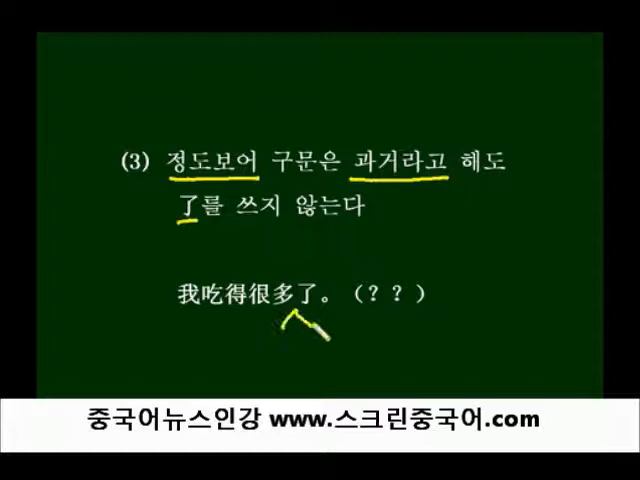 (3) 정도보어 구문은 과거라고 해도
了를 쓰지 않는다
我吃得很多了。(？？)
중국어뉴스인강 www.스크린중국어.com